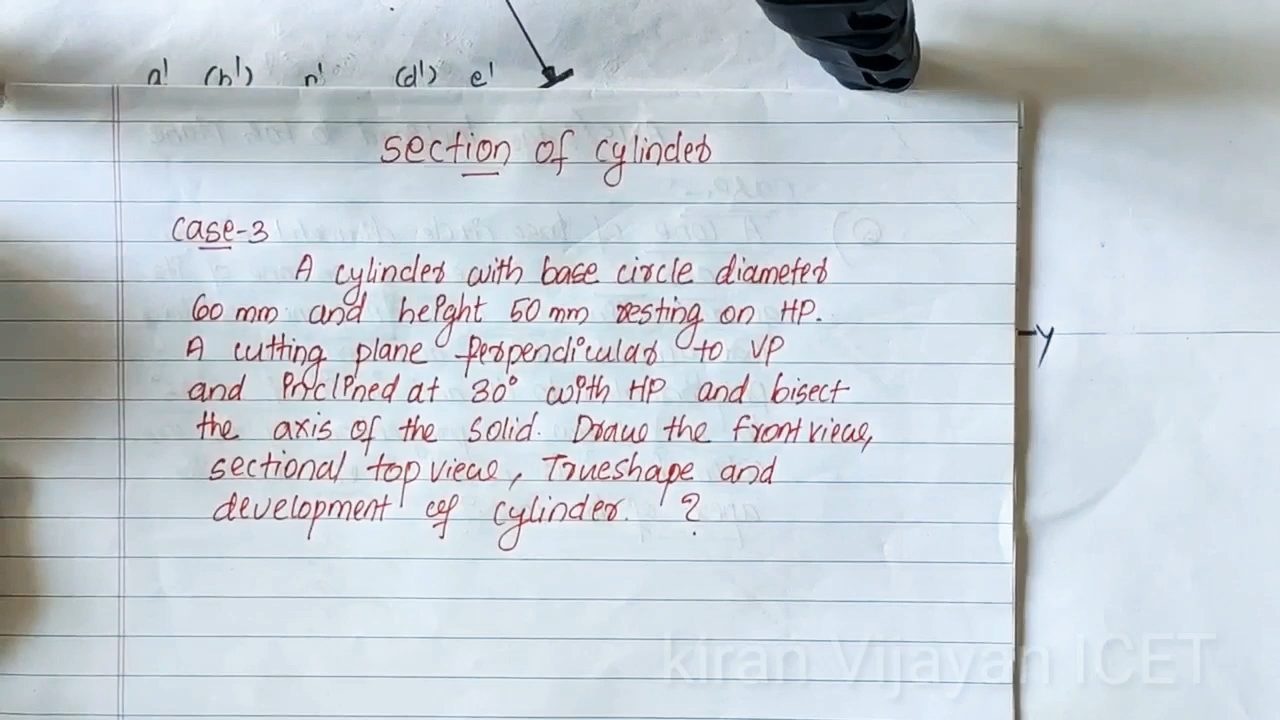 a' (b') n' (d') e'
section of cylinder
case-3
A cylinder with base circle diameter
60 mm and height 50 mm resting on HP.
A cutting plane perpendicular to VP
and inclined at 30° with HP and bisect
the axis of the solid. Draw the front view,
sectional top view, Trueshape and
development of cylinder. ?
-y
kiran Vijayan ICET